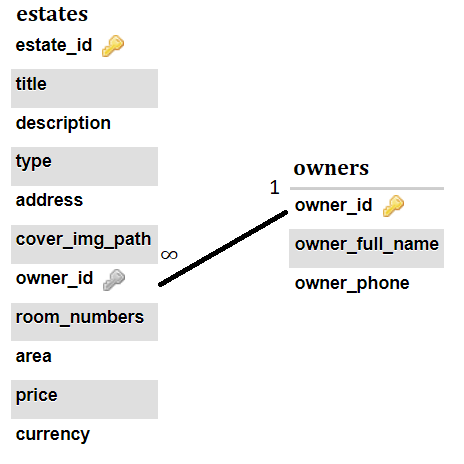 estates
estate_id
title
description
type
address
cover_img_path
owner_id
room_numbers
area
price
currency
∞
1
owners
owner_id
owner_full_name
owner_phone